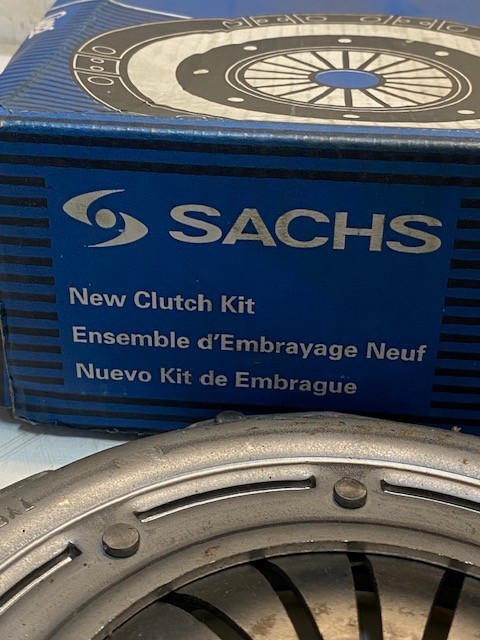 SACHS
New Clutch Kit
Ensemble d'Embrayage Neuf
Nuevo Kit de Embrague